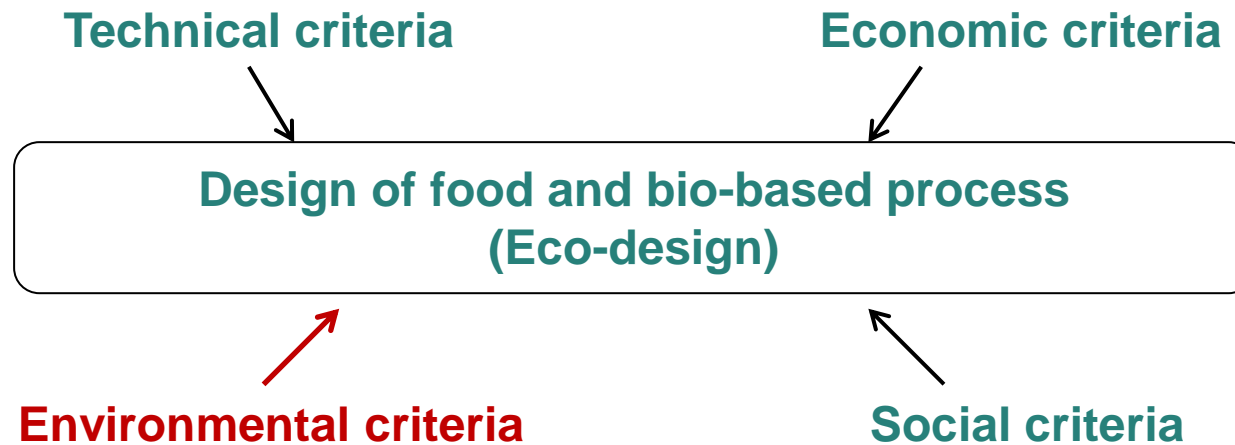 Technical criteria
Economic criteria
Design of food and bio-based process
(Eco-design)
Environmental criteria
Social criteria